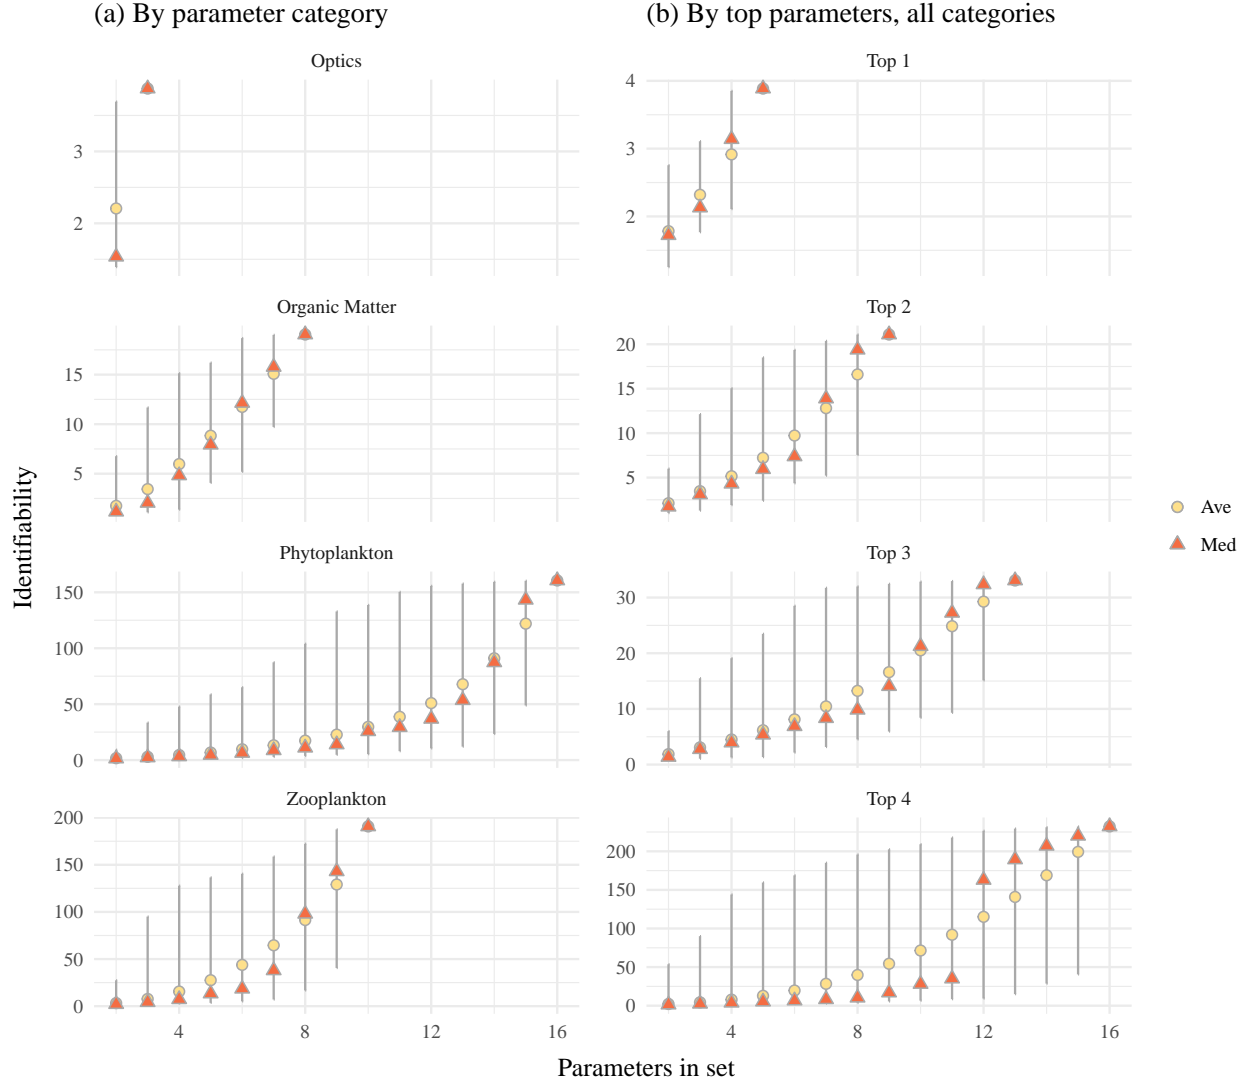 (a) By parameter category
(b) By top parameters, all categories
Optics
3
2
Top 1
4
3
2
Organic Matter
15
10
5
Top 2
20
15
10
5
Phytoplankton
150
100
50
0
Top 3
30
20
10
0
Zooplankton
200
150
100
50
0
4 8 12 16
Top 4
200
150
100
50
0
4 8 12 16
Identifiability
Parameters in set
Ave
Med